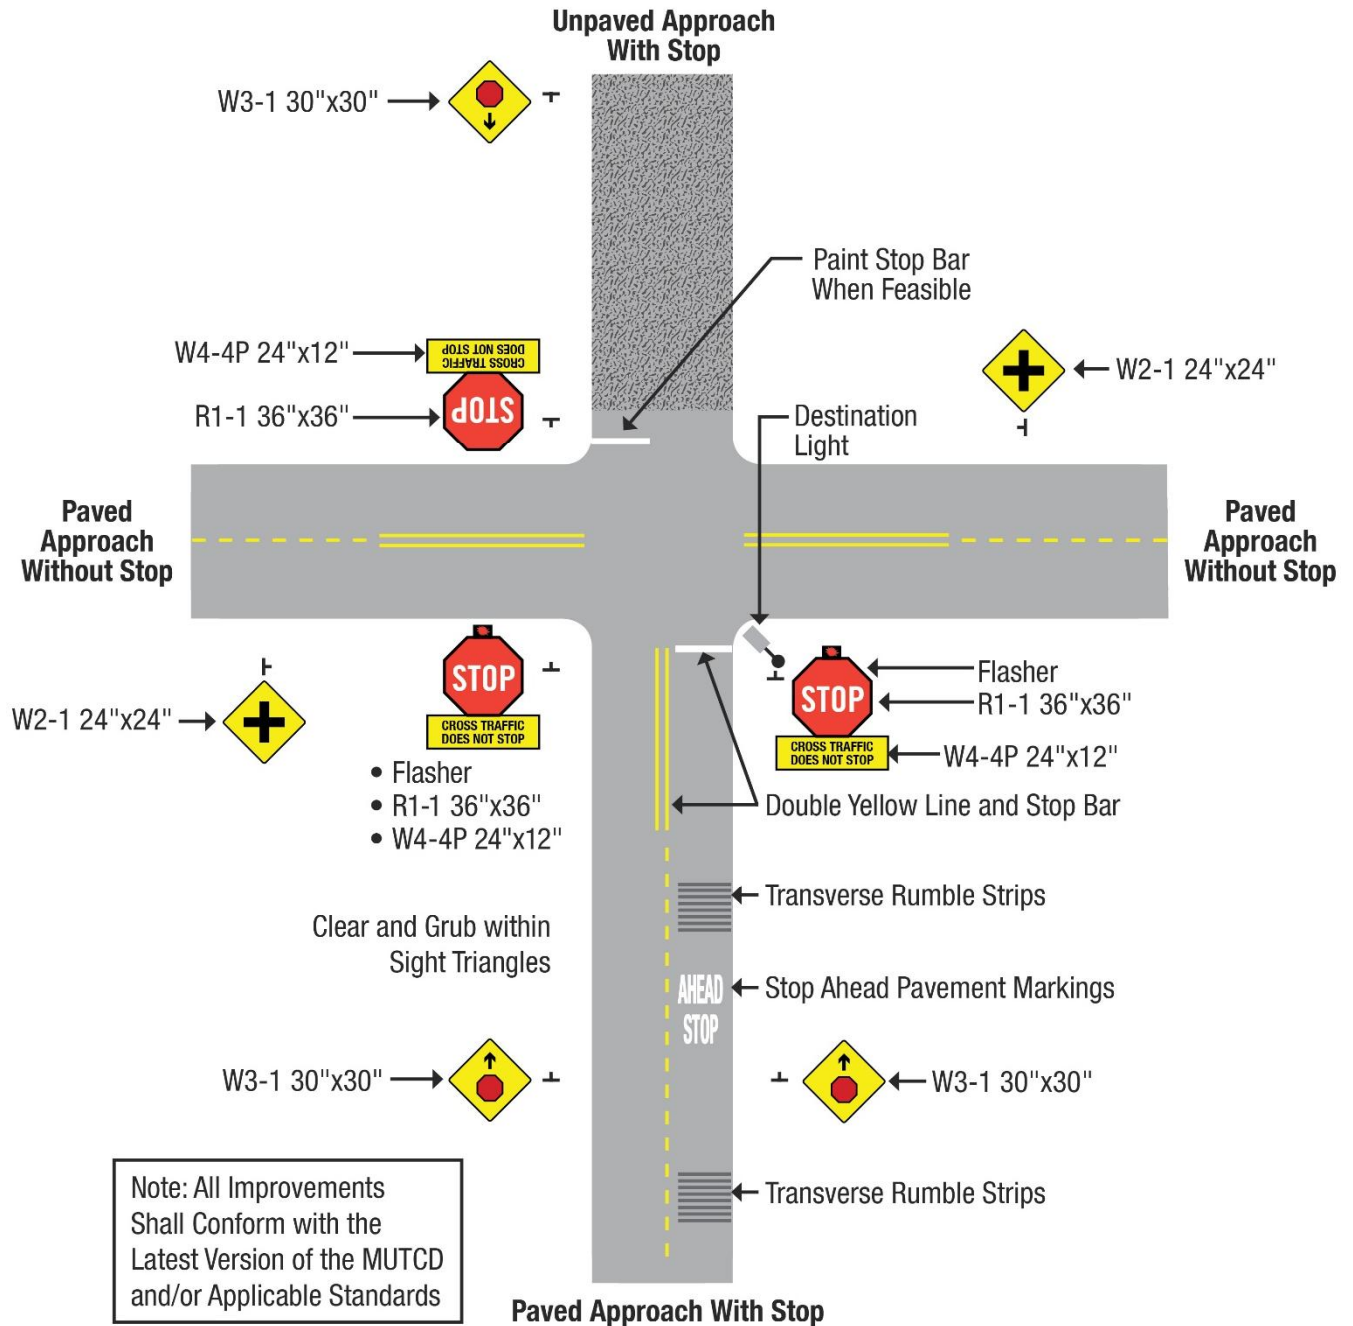 Unpaved Approach
With Stop
W3-1 30"x30"
Paint Stop Bar
When Feasible
W4-4P 24"x12"
CROSS TRAFFIC
DOES NOT STOP
W2-1 24"x24"
R1-1 36"x36"
STOP
Destination
Light
Paved
Approach
Without Stop
Paved
Approach
Without Stop
W2-1 24"x24"
STOP
CROSS TRAFFIC
DOES NOT STOP
• Flasher
• R1-1 36"x36"
• W4-4P 24"x12"
STOP
CROSS TRAFFIC
DOES NOT STOP
Flasher
R1-1 36"x36"
W4-4P 24"x12"
Double Yellow Line and Stop Bar
Transverse Rumble Strips
Clear and Grub within
Sight Triangles
AHEAD
STOP
Stop Ahead Pavement Markings
W3-1 30"x30"
W3-1 30"x30"
Transverse Rumble Strips
Note: All Improvements
Shall Conform with the
Latest Version of the MUTCD
and/or Applicable Standards
Paved Approach With Stop